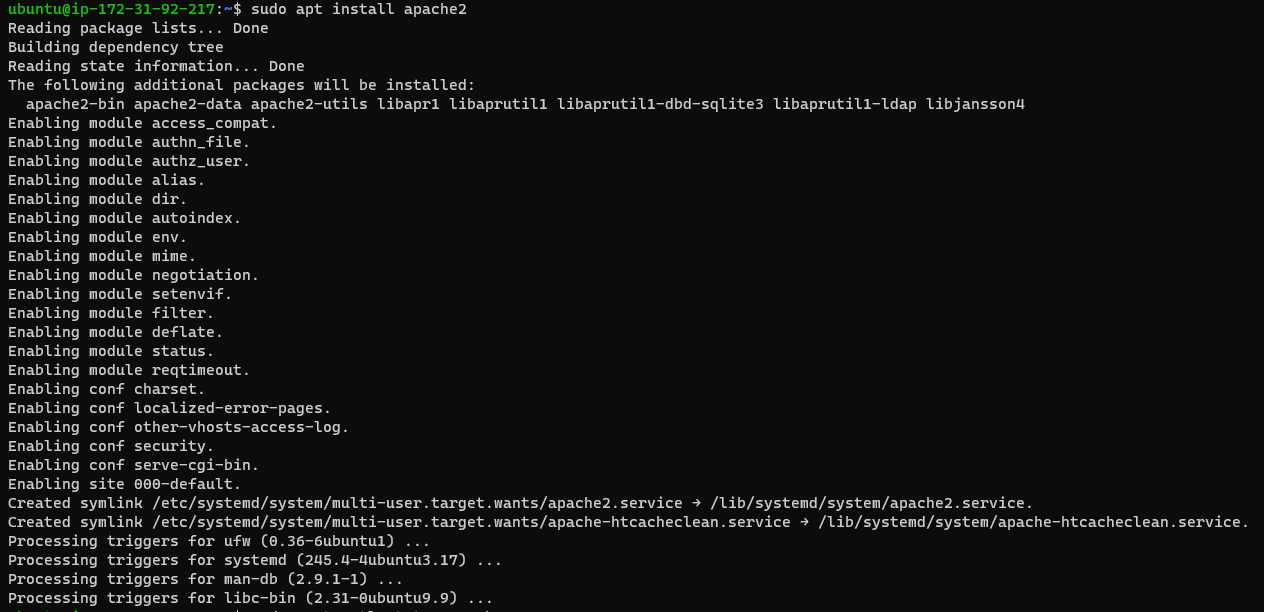 ubuntu@ip-172-31-92-217:~$ sudo apt install apache2
Reading package lists... Done
Building dependency tree
Reading state information... Done
The following additional packages will be installed:
  apache2-bin apache2-data apache2-utils libapr1 libaprutil1 libaprutil1-dbd-sqlite3 libaprutil1-ldap libjansson4
Enabling module access_compat.
Enabling module authn_file.
Enabling module authz_user.
Enabling module alias.
Enabling module dir.
Enabling module autoindex.
Enabling module env.
Enabling module mime.
Enabling module negotiation.
Enabling module setenvif.
Enabling module filter.
Enabling module deflate.
Enabling module status.
Enabling module reqtimeout.
Enabling conf charset.
Enabling conf localized-error-pages.
Enabling conf other-vhosts-access-log.
Enabling conf security.
Enabling conf serve-cgi-bin.
Enabling site 000-default.
Created symlink /etc/systemd/system/multi-user.target.wants/apache2.service → /lib/systemd/system/apache2.service.
Created symlink /etc/systemd/system/multi-user.target.wants/apache-htcacheclean.service → /lib/systemd/system/apache-htcacheclean.service.
Processing triggers for ufw (0.36-6ubuntu1) ...
Processing triggers for systemd (245.4-4ubuntu3.17) ...
Processing triggers for man-db (2.9.1-1) ...
Processing triggers for libc-bin (2.31-0ubuntu9.9) ...